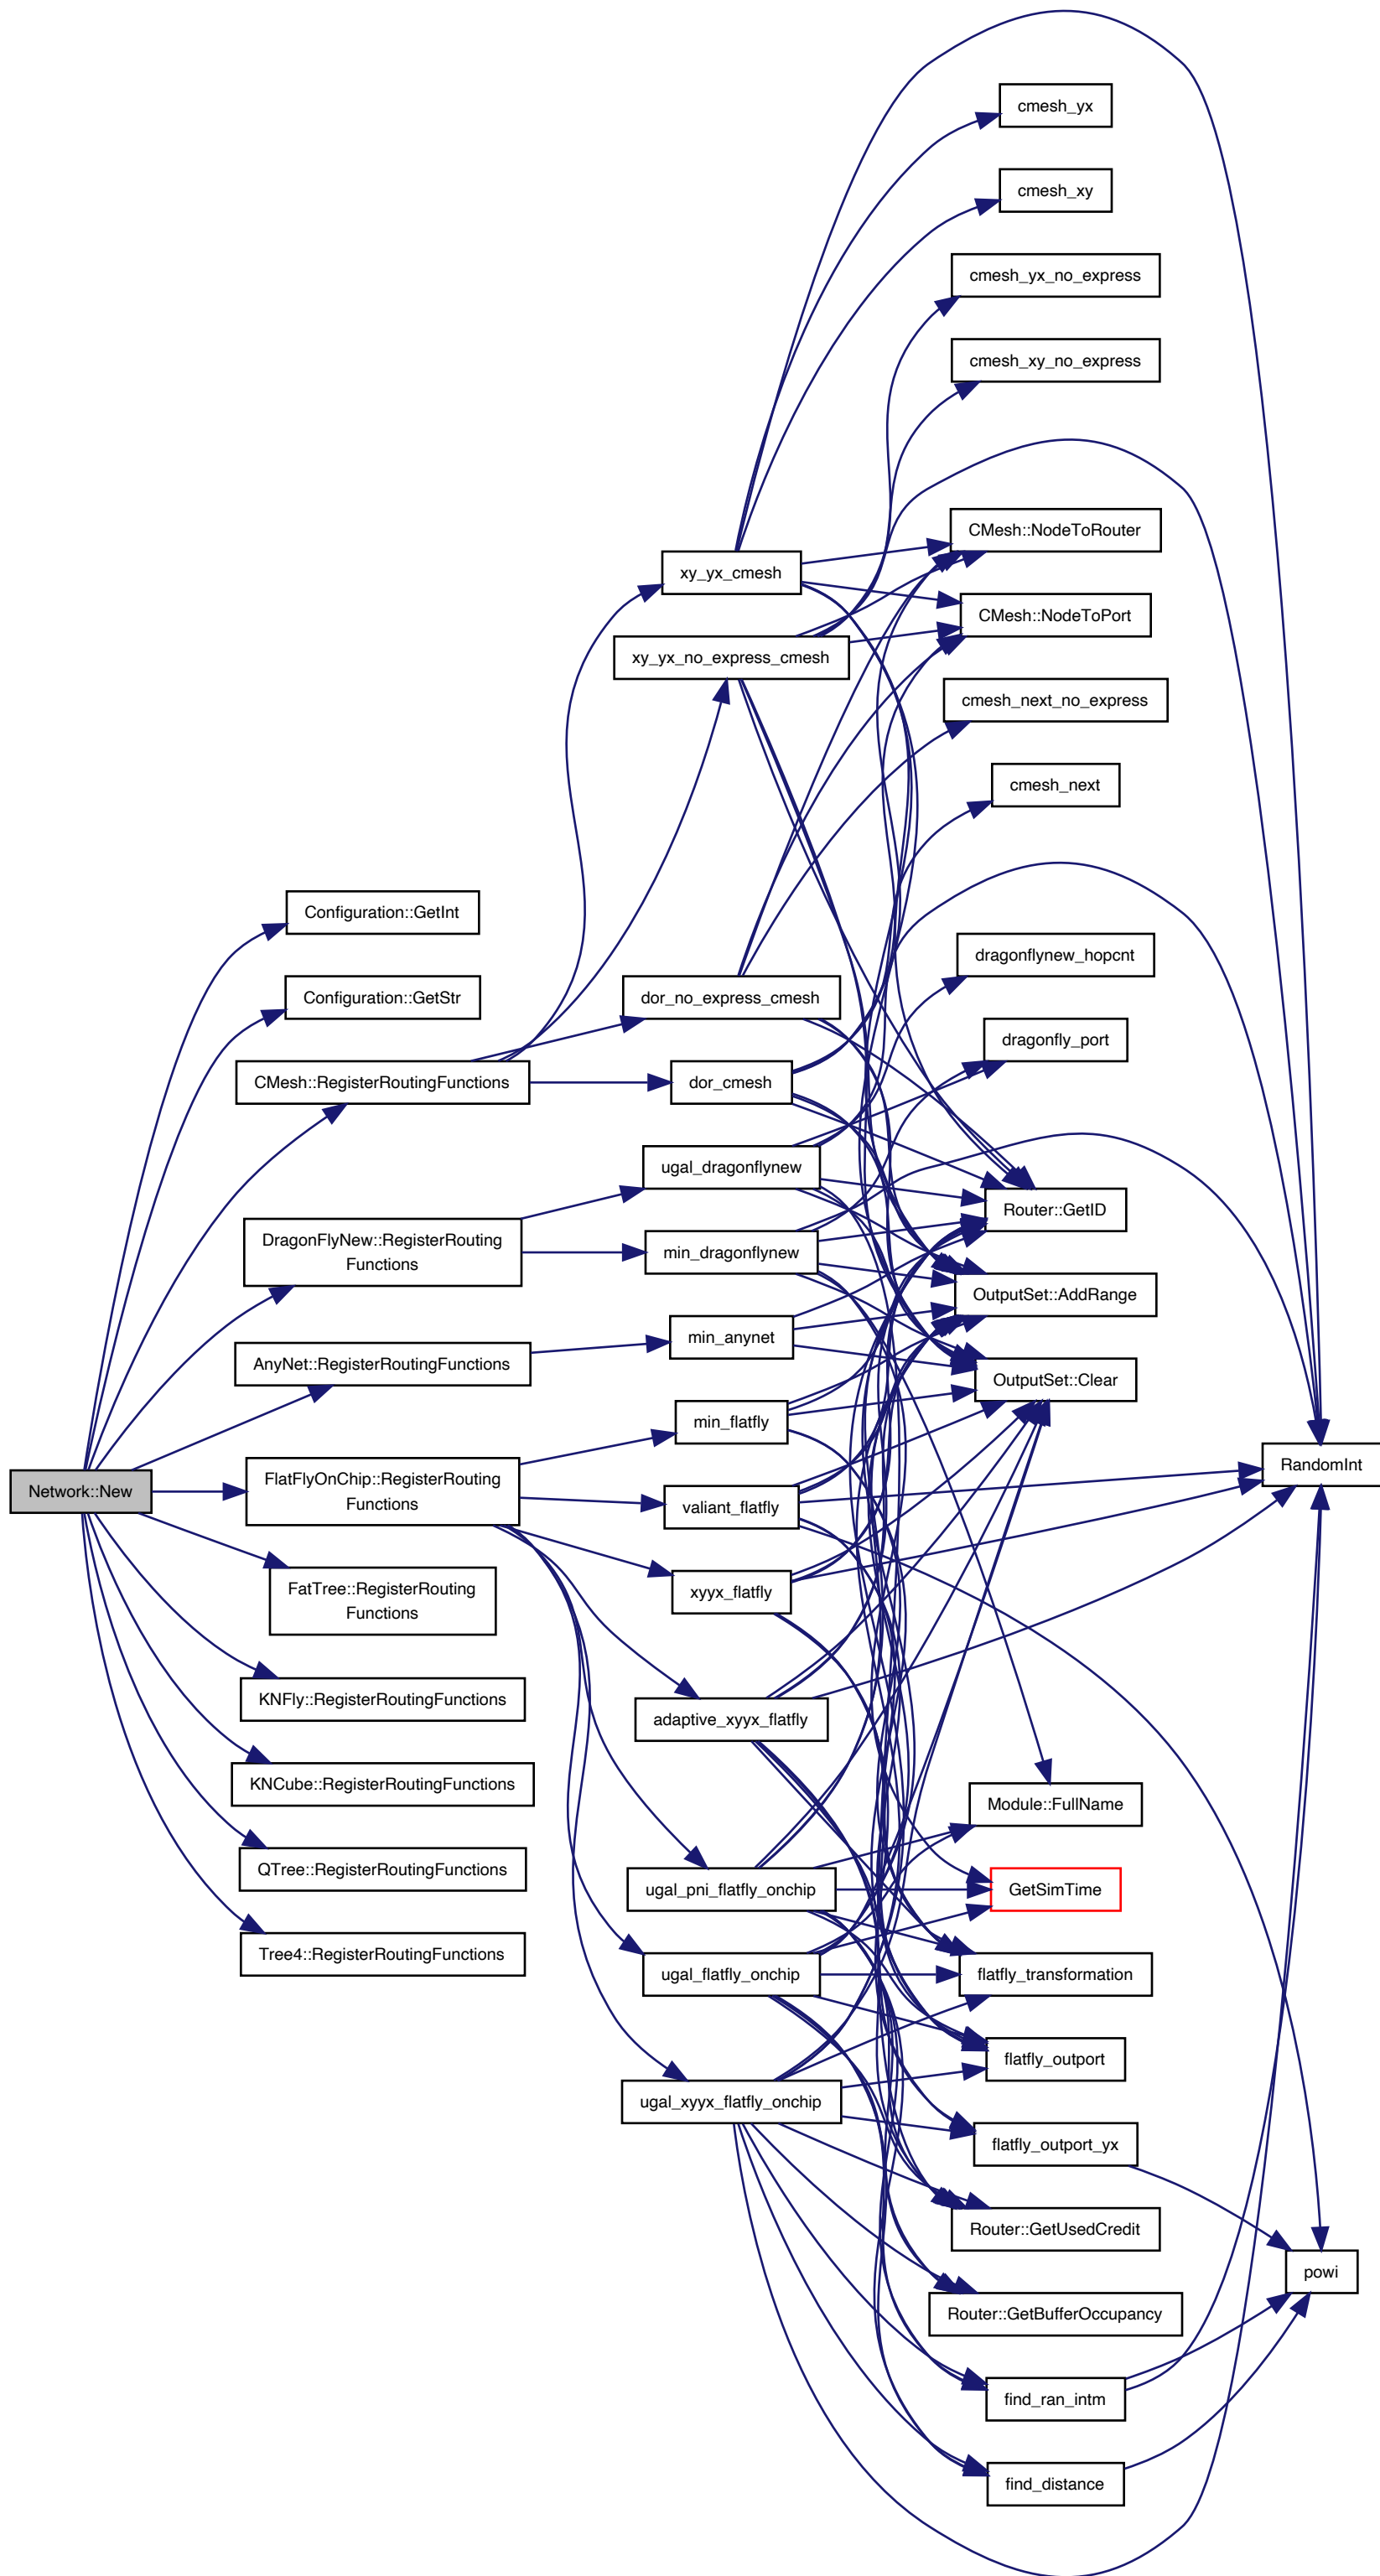 cmesh_yx
cmesh_xy
cmesh_yx_no_express
cmesh_xy_no_express
CMesh::NodeToRouter
xy_yx_cmesh
CMesh::NodeToPort
xy_yx_no_express_cmesh
cmesh_next_no_express
cmesh_next
Configuration::GetInt
dragonflynew_hopcnt
Configuration::GetStr
dor_no_express_cmesh
dragonfly_port
CMesh::RegisterRoutingFunctions
dor_cmesh
ugal_dragonflynew
Router::GetID
DragonFlyNew::RegisterRouting
Functions
min_dragonflynew
OutputSet::AddRange
min_anynet
AnyNet::RegisterRoutingFunctions
OutputSet::Clear
min_flatfly
RandomInt
Network::New
FlatFlyOnChip::RegisterRouting
Functions
valiant_flatfly
FatTree::RegisterRouting
Functions
xyyx_flatfly
KNFly::RegisterRoutingFunctions
adaptive_xyyx_flatfly
KNCube::RegisterRoutingFunctions
Module::FullName
QTree::RegisterRoutingFunctions
ugal_pni_flatfly_onchip
GetSimTime
Tree4::RegisterRoutingFunctions
ugal_flatfly_onchip
flatfly_transformation
flatfly_outport
ugal_xyyx_flatfly_onchip
flatfly_outport_yx
Router::GetUsedCredit
powi
Router::GetBufferOccupancy
find_ran_intm
find_distance